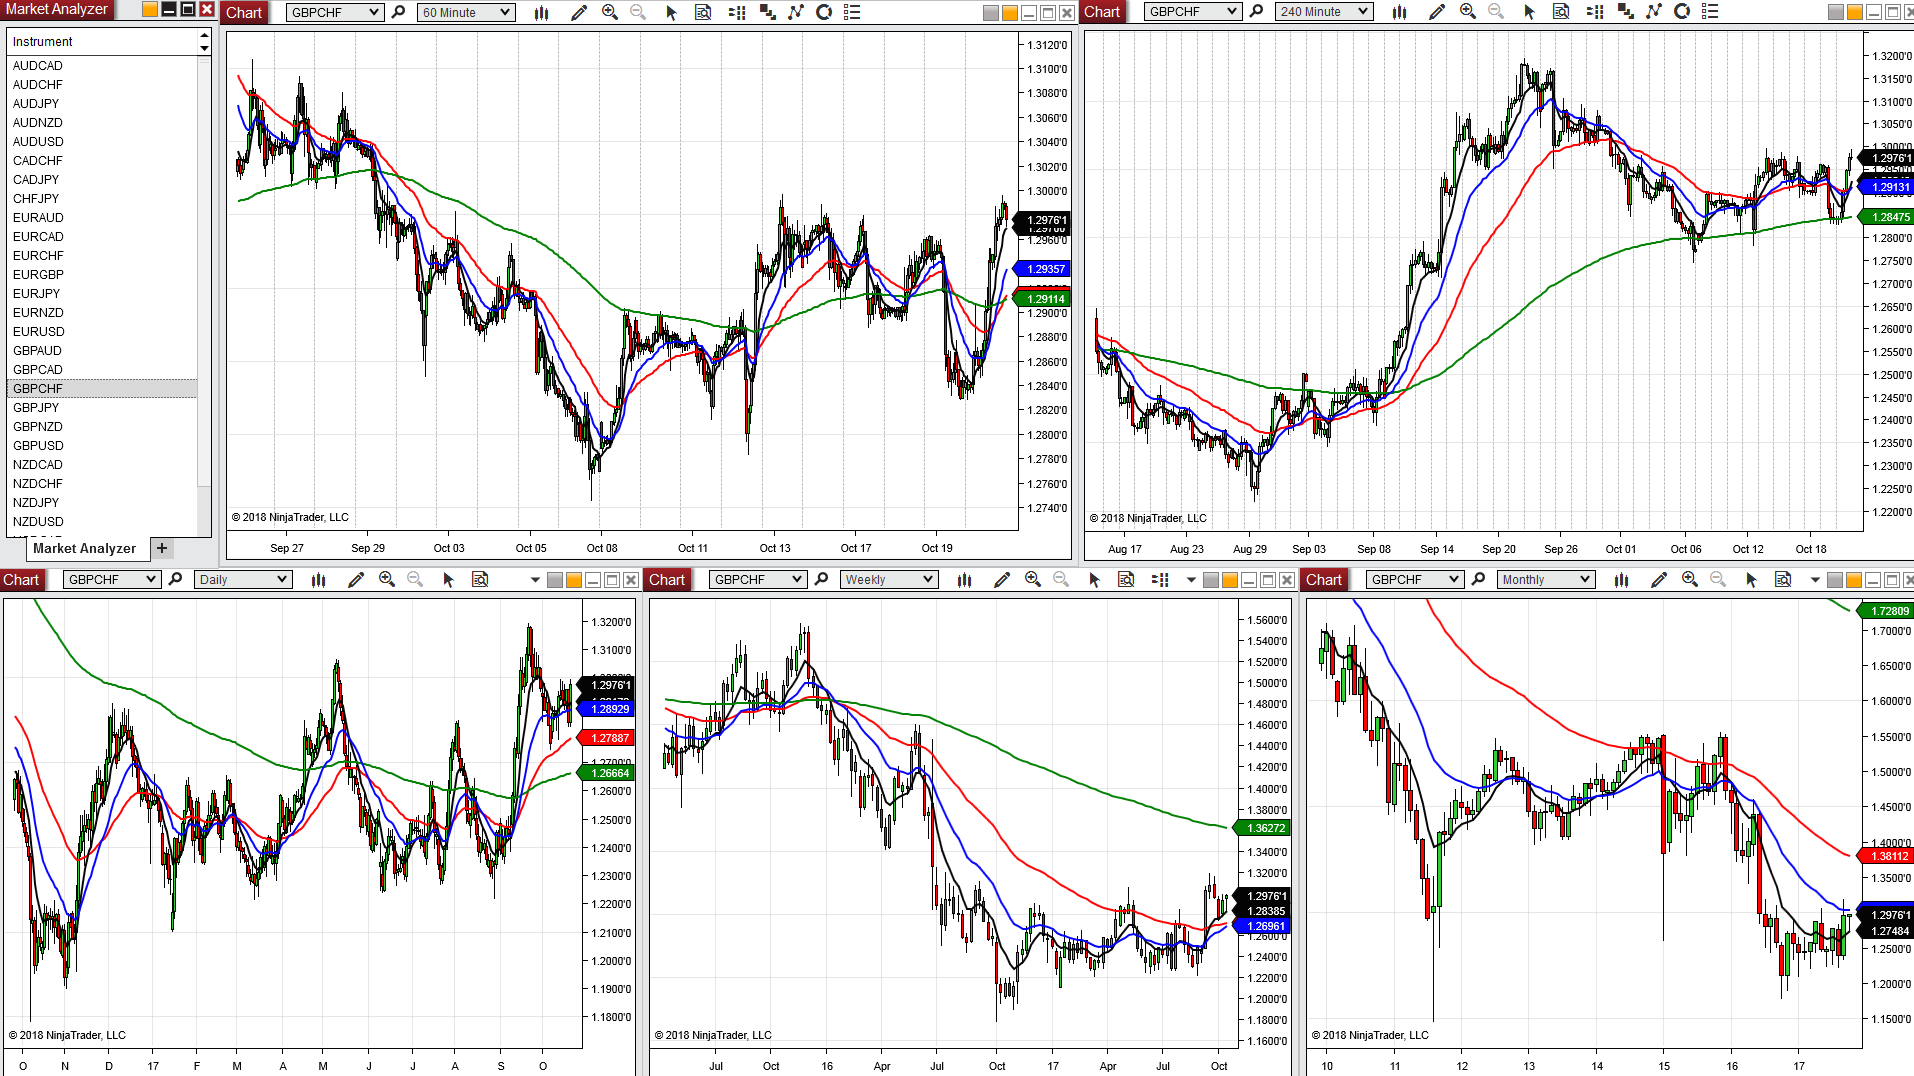 Market Analyzer
Instrument
AUDCAD
AUDCHF
AUDJPY
AUDNZD
AUDUSD
CADCHF
CADJPY
CHFJPY
EURAUD
EURCAD
EURCHF
EURGBP
EURJPY
EURNZD
EURUSD
GBPAUD
GBPCAD
GBPCHF
GBPJPY
GBPNZD
GBPUSD
NZDCAD
NZDCHF
NZDJPY
NZDUSD
Market Analyzer +
Chart GBPCHF 60 Minute
1.3120'0
1.3100'0
1.3080'0
1.3060'0
1.3040'0
1.3020'0
1.3000'0
1.2976'1
1.2960'0
1.29357
1.29114
1.2900'0
1.2880'0
1.2860'0
1.2840'0
1.2820'0
1.2800'0
1.2780'0
1.2760'0
1.2740'0
© 2018 NinjaTrader, LLC
Sep 27 Sep 29 Oct 03 Oct 05 Oct 08 Oct 11 Oct 13 Oct 17 Oct 19
Chart GBPCHF 240 Minute
1.3200'0
1.3150'0
1.3100'0
1.3050'0
1.3000'0
1.2976'1
1.29131
1.28475
1.2800'0
1.2750'0
1.2700'0
1.2650'0
1.2600'0
1.2550'0
1.2500'0
1.2450'0
1.2400'0
1.2350'0
1.2300'0
1.2250'0
1.2200'0
© 2018 NinjaTrader, LLC
Aug 17 Aug 23 Aug 29 Sep 03 Sep 08 Sep 14 Sep 20 Sep 26 Oct 01 Oct 06 Oct 12 Oct 18
Chart GBPCHF Daily
1.3200'0
1.3100'0
1.2976'1
1.28929
1.27887
1.2700'0
1.26664
1.2600'0
1.2500'0
1.2400'0
1.2300'0
1.2200'0
1.2100'0
1.2000'0
1.1900'0
1.1800'0
© 2018 NinjaTrader, LLC
O N D 17 F M A M J J A S O
Chart GBPCHF Weekly
1.5600'0
1.5400'0
1.5200'0
1.5000'0
1.4800'0
1.4600'0
1.4400'0
1.4200'0
1.4000'0
1.3800'0
1.36272
1.3400'0
1.3200'0
1.2976'1
1.28385
1.26961
1.2600'0
1.2400'0
1.2200'0
1.2000'0
1.1800'0
1.1600'0
© 2018 NinjaTrader, LLC
Jul Oct 16 Apr Jul Oct 17 Apr Jul Oct
Chart GBPCHF Monthly
1.72809
1.7000'0
1.6500'0
1.6000'0
1.5500'0
1.5000'0
1.4500'0
1.4000'0
1.38112
1.3500'0
1.2976'1
1.27484
1.2500'0
1.2000'0
1.1500'0
© 2018 NinjaTrader, LLC
10 11 12 13 14 15 16 17